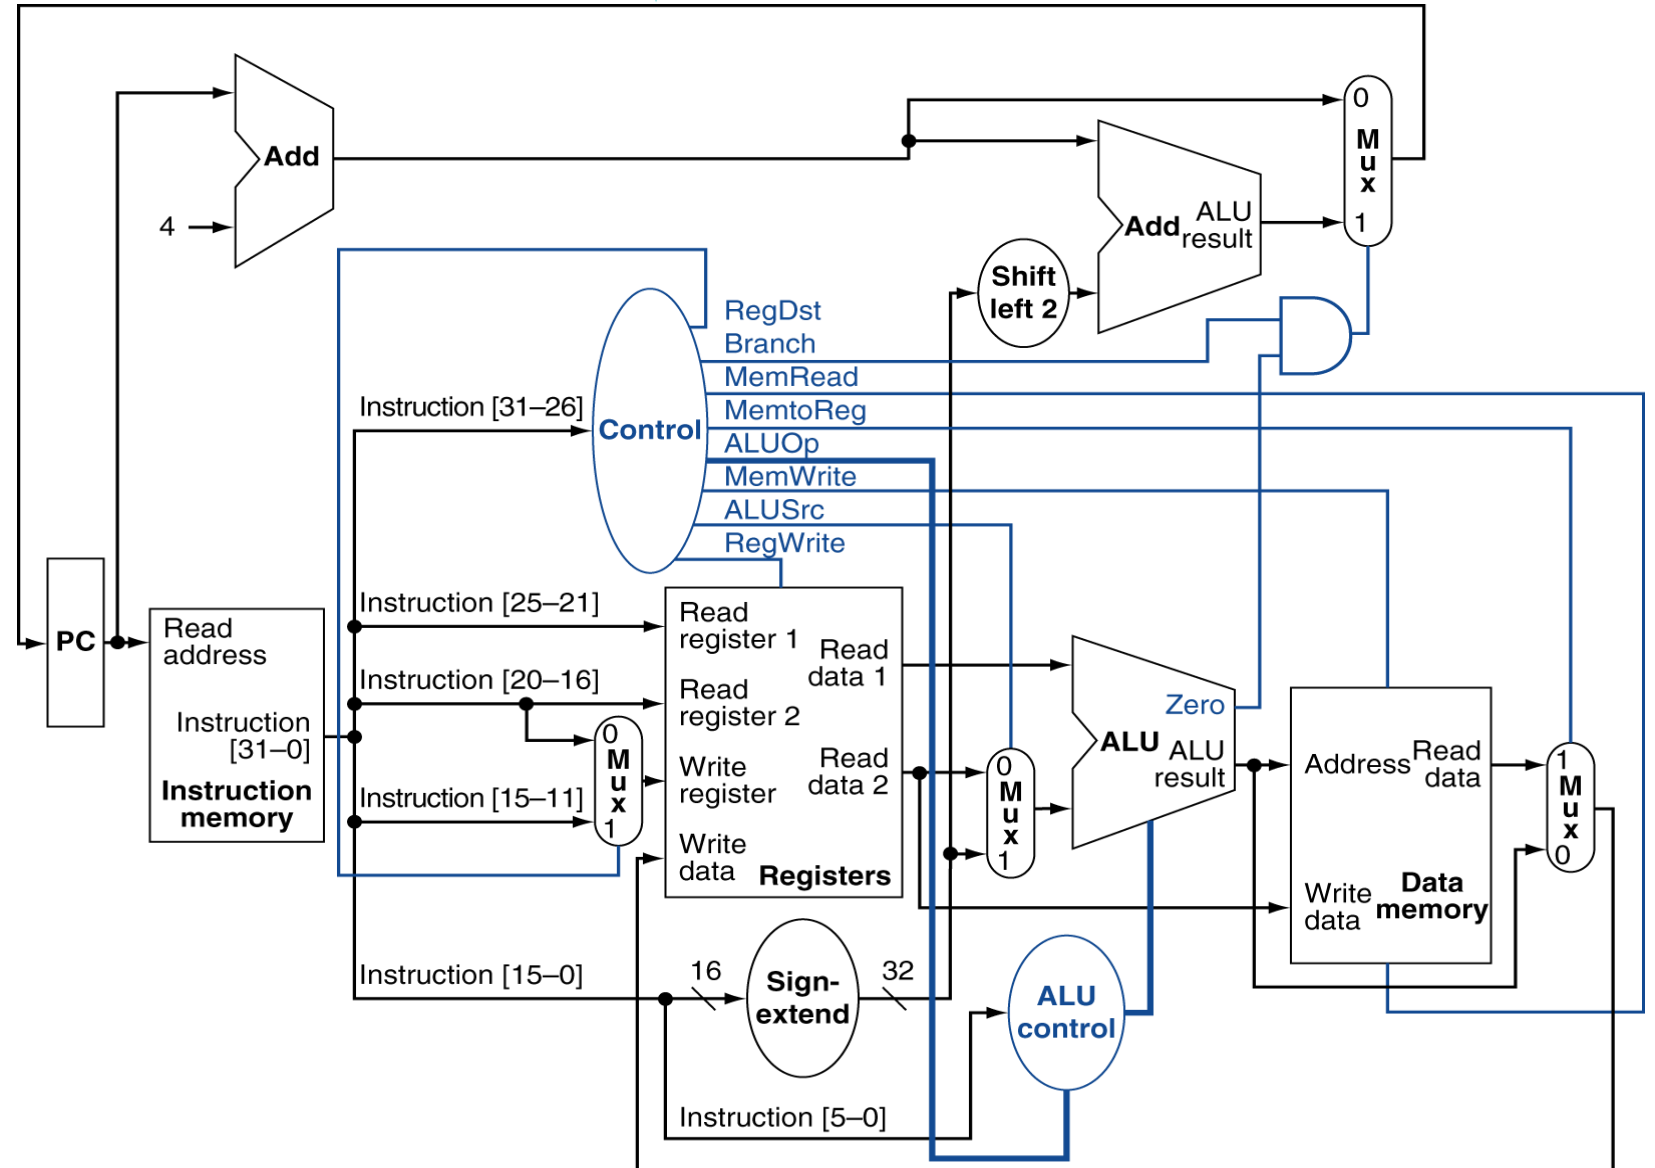 0
M
u
x
1
Add
4
Add
ALU
result
Shift
left 2
RegDst
Branch
MemRead
MemtoReg
ALUOp
MemWrite
ALUSrc
RegWrite
Control
Instruction [31–26]
Instruction [25–21]
Instruction [20–16]
Instruction [15–11]
Instruction [15–0]
Instruction [5–0]
PC
Read
address
Instruction
[31–0]
Instruction
memory
0
M
u
x
1
Read
register 1
Read
register 2
Write
register
Write
data
Read
data 1
Read
data 2
Registers
0
M
u
x
1
Zero
ALU
ALU
result
Address
Read
data
Write
data
Data
memory
1
M
u
x
0
16
Sign-
extend
32
ALU
control